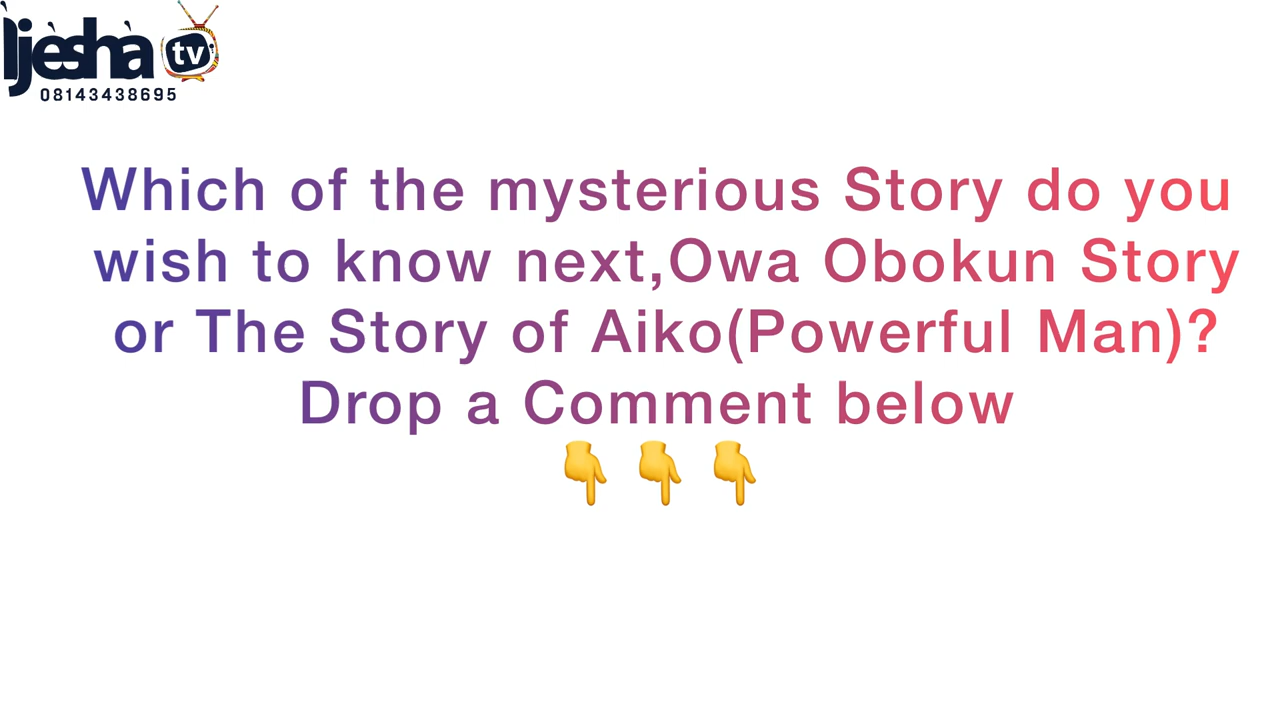 Ijesha tv
08143438695
Which of the mysterious Story do you
wish to know next,Owa Obokun Story
or The Story of Aiko(Powerful Man)?
Drop a Comment below
👇 👇 👇